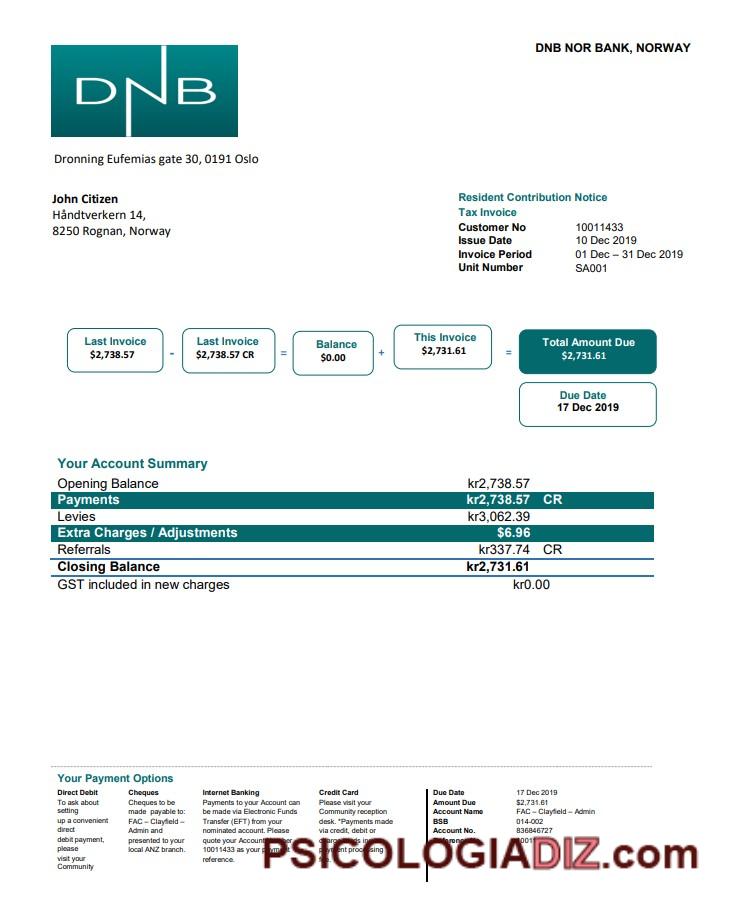 DNB
DNB NOR BANK, NORWAY
Dronning Eufemias gate 30, 0191 Oslo
John Citizen
Håndtverkern 14,
8250 Rognan, Norway
Resident Contribution Notice
Tax Invoice
Customer No 10011433
Issue Date 10 Dec 2019
Invoice Period 01 Dec – 31 Dec 2019
Unit Number SA001
Last Invoice
$2,738.57
-
Last Invoice
$2,738.57 CR
=
Balance
$0.00
+
This Invoice
$2,731.61
=
Total Amount Due
$2,731.61
Due Date
17 Dec 2019
Your Account Summary
Opening Balance kr2,738.57
Payments kr2,738.57 CR
Levies kr3,062.39
Extra Charges / Adjustments $6.96
Referrals kr337.74 CR
Closing Balance kr2,731.61
GST included in new charges kr0.00
Your Payment Options
Direct Debit
To ask about
setting
up a convenient
direct
debit payment,
please
visit your
Community
Cheques
Cheques to be
made payable to:
FAC – Clayfield –
Admin and
presented to your
local ANZ branch.
Internet Banking
Payments to your Account can
be made via Electronic Funds
Transfer (EFT) from your
nominated account. Please
quote your Account Number
10011433 as your payment
reference.
Credit Card
Please visit your
Community reception
desk. *Payments made
via credit, debit or
payment processing
Due Date 17 Dec 2019
Amount Due $2,731.61
Account Name FAC – Clayfield – Admin
BSB 014-002
Account No. 836846727
PSICOLOGIADIZ.com